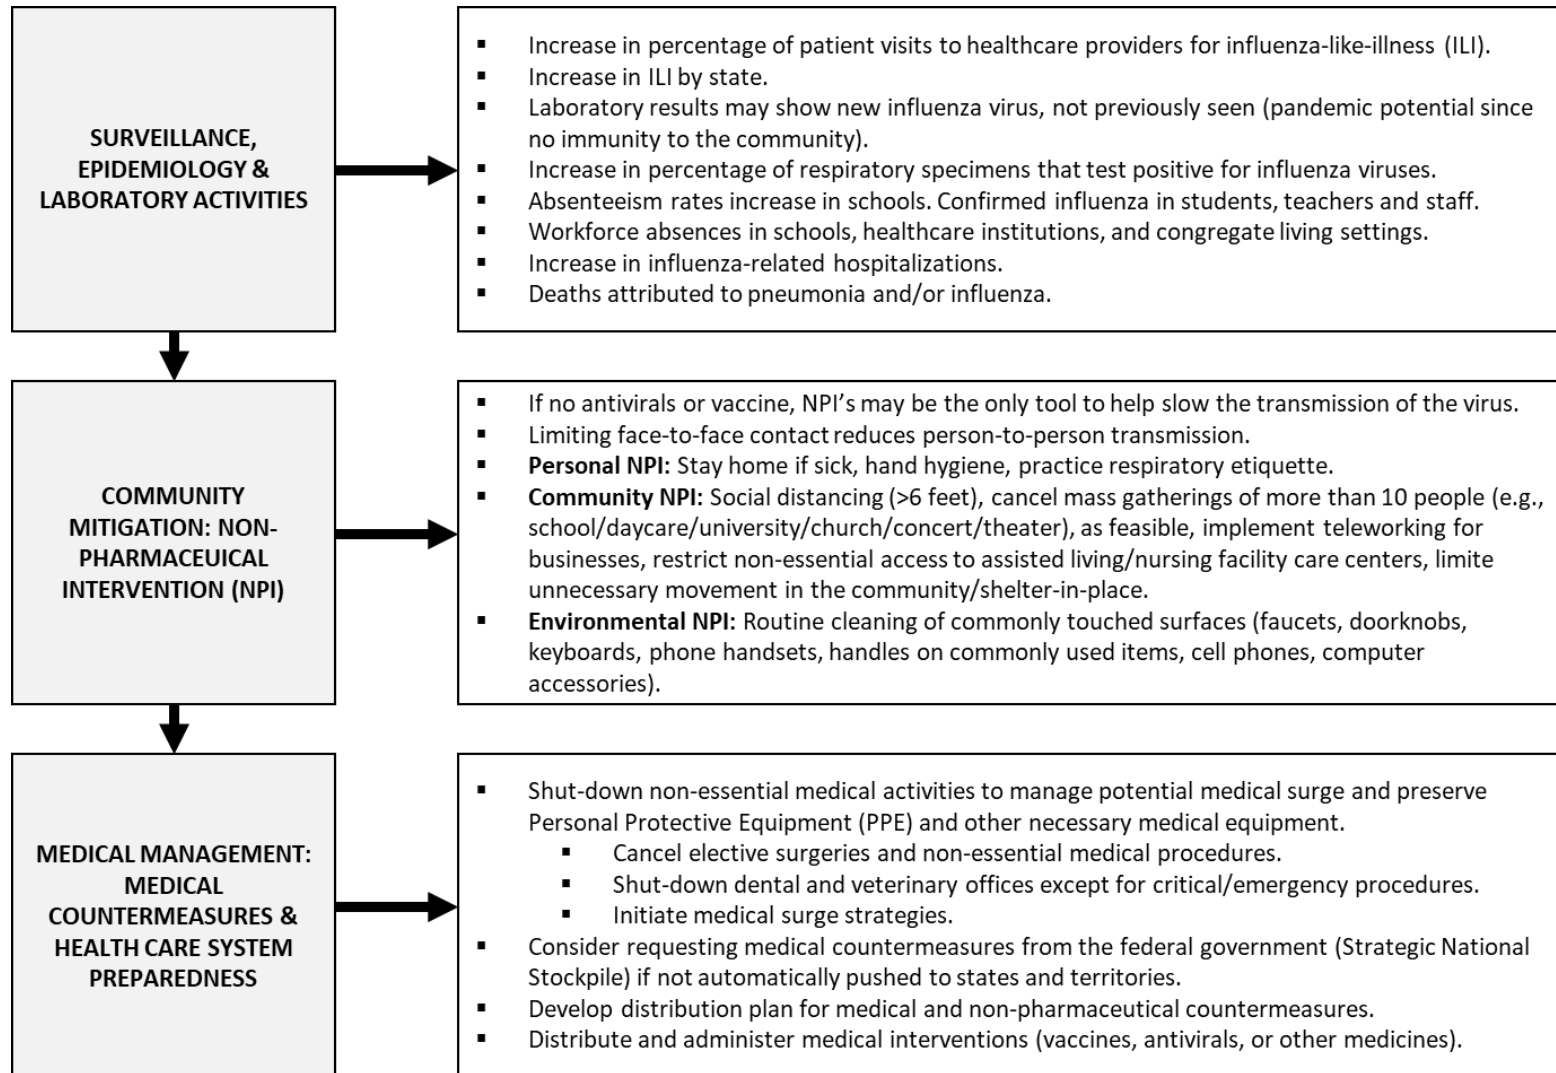 SURVEILLANCE,
EPIDEMIOLOGY &
LABORATORY ACTIVITIES
▪ Increase in percentage of patient visits to healthcare providers for influenza-like-illness (ILI).
▪ Increase in ILI by state.
▪ Laboratory results may show new influenza virus, not previously seen (pandemic potential since
no immunity to the community).
▪ Increase in percentage of respiratory specimens that test positive for influenza viruses.
▪ Absenteeism rates increase in schools. Confirmed influenza in students, teachers and staff.
▪ Workforce absences in schools, healthcare institutions, and congregate living settings.
▪ Increase in influenza-related hospitalizations.
▪ Deaths attributed to pneumonia and/or influenza.
COMMUNITY
MITIGATION: NON-
PHARMACEUICAL
INTERVENTION (NPI)
▪ If no antivirals or vaccine, NPI's may be the only tool to help slow the transmission of the virus.
▪ Limiting face-to-face contact reduces person-to-person transmission.
▪ Personal NPI: Stay home if sick, hand hygiene, practice respiratory etiquette.
▪ Community NPI: Social distancing (>6 feet), cancel mass gatherings of more than 10 people (e.g.,
school/daycare/university/church/concert/theater), as feasible, implement teleworking for
businesses, restrict non-essential access to assisted living/nursing facility care centers, limite
unnecessary movement in the community/shelter-in-place.
▪ Environmental NPI: Routine cleaning of commonly touched surfaces (faucets, doorknobs,
keyboards, phone handsets, handles on commonly used items, cell phones, computer
accessories).
MEDICAL MANAGEMENT:
MEDICAL
COUNTERMEASURES &
HEALTH CARE SYSTEM
PREPAREDNESS
▪ Shut-down non-essential medical activities to manage potential medical surge and preserve
Personal Protective Equipment (PPE) and other necessary medical equipment.
▪ Cancel elective surgeries and non-essential medical procedures.
▪ Shut-down dental and veterinary offices except for critical/emergency procedures.
▪ Initiate medical surge strategies.
▪ Consider requesting medical countermeasures from the federal government (Strategic National
Stockpile) if not automatically pushed to states and territories.
▪ Develop distribution plan for medical and non-pharmaceutical countermeasures.
▪ Distribute and administer medical interventions (vaccines, antivirals, or other medicines).